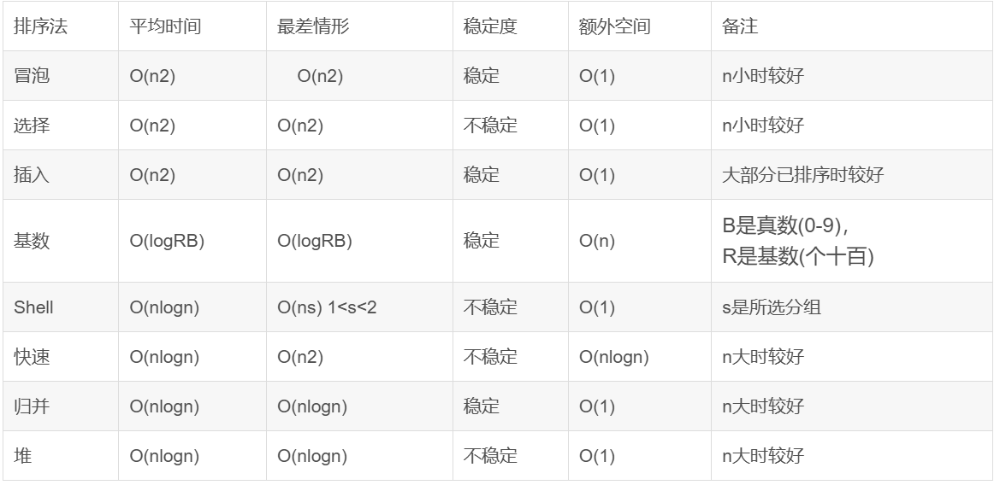 排序法 平均时间 最差情形 稳定度 额外空间 备注
冒泡 O(n2) O(n2) 稳定 O(1) n小时较好
选择 O(n2) O(n2) 不稳定 O(1) n小时较好
插入 O(n2) O(n2) 稳定 O(1) 大部分已排序时较好
基数 O(logRB) O(logRB) 稳定 O(n) B是真数(0-9)，
R是基数(个十百)
Shell O(nlogn) O(ns) 1<s<2 不稳定 O(1) s是所选分组
快速 O(nlogn) O(n2) 不稳定 O(nlogn) n大时较好
归并 O(nlogn) O(nlogn) 稳定 O(1) n大时较好
堆 O(nlogn) O(nlogn) 不稳定 O(1) n大时较好